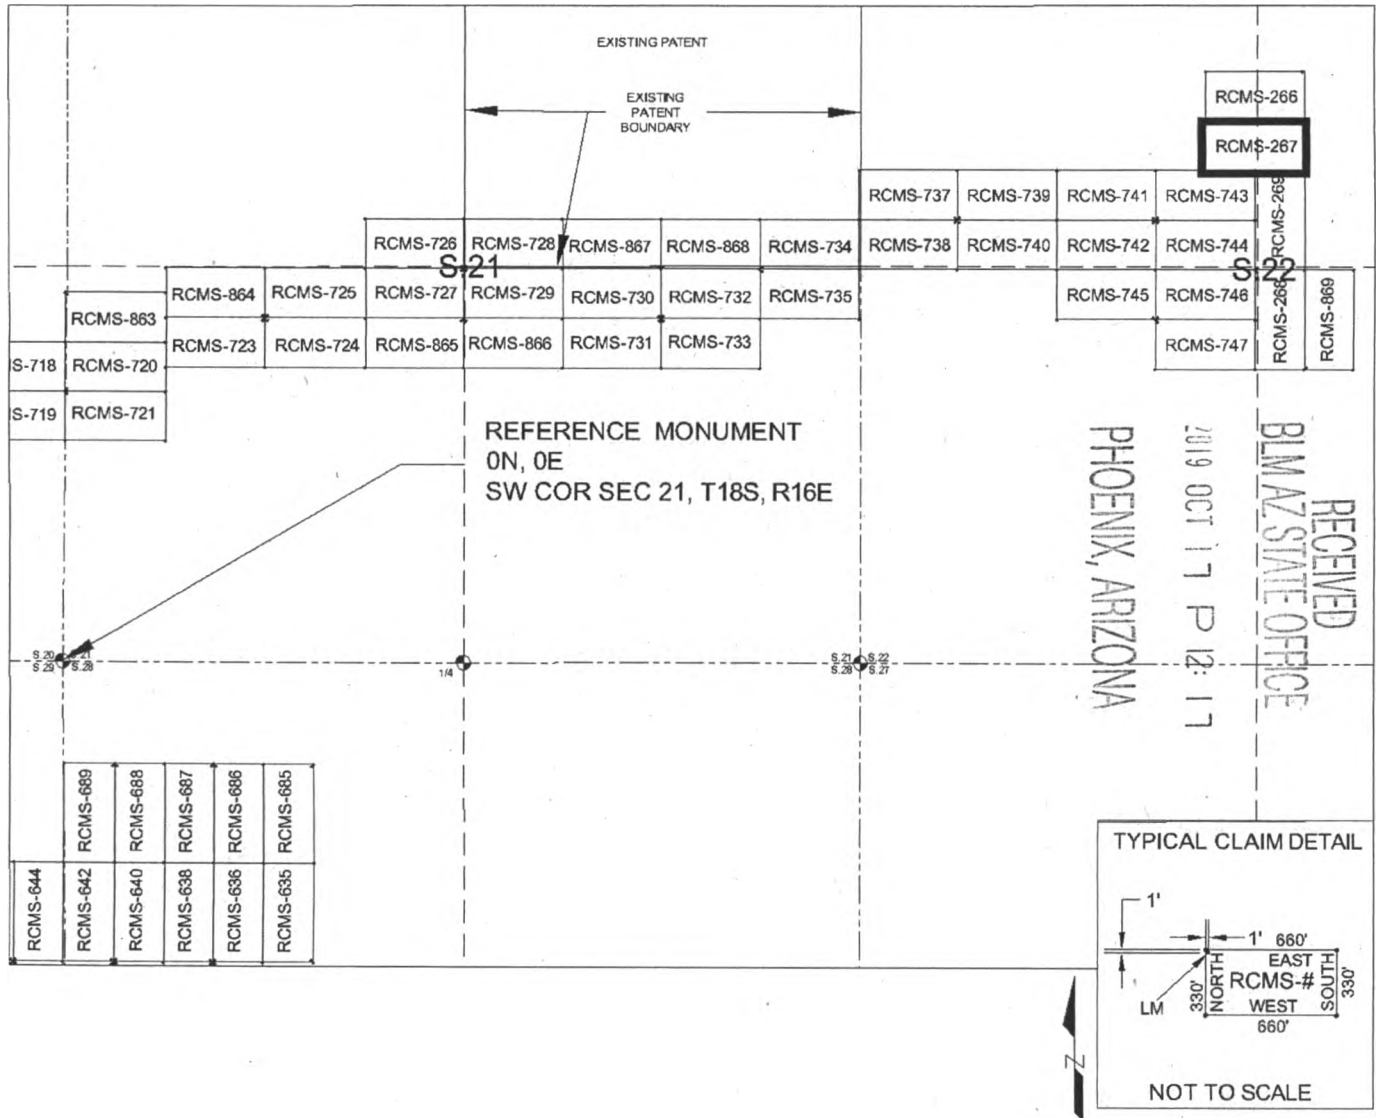 EXISTING PATENT
EXISTING
PATENT
BOUNDARY
RCMS-266
RCMS-267
RCMS-737 RCMS-739 RCMS-741 RCMS-743 RCMS-269
RCMS-726 RCMS-728 RCMS-867 RCMS-868 RCMS-734 RCMS-738 RCMS-740 RCMS-742 RCMS-744
S-21
S-22
RCMS-864 RCMS-725 RCMS-727 RCMS-729 RCMS-730 RCMS-732 RCMS-735 RCMS-745 RCMS-746 RCMS-268 RCMS-869
RCMS-863
RCMS-723 RCMS-724 RCMS-865 RCMS-866 RCMS-731 RCMS-733 RCMS-747
IS-718 RCMS-720
IS-719 RCMS-721
REFERENCE MONUMENT
0N, 0E
SW COR SEC 21, T18S, R16E
RECEIVED
BLM AZ STATE OFFICE
2019 OCT 17 P 12: 17
PHOENIX, ARIZONA
S.20 S.21
S.29 S.28
1/4
S.21 S.22
S.28 S.27
RCMS-689 RCMS-688 RCMS-687 RCMS-686 RCMS-685
RCMS-644 RCMS-642 RCMS-640 RCMS-638 RCMS-636 RCMS-635
TYPICAL CLAIM DETAIL
1'
1' 660'
EAST
330' NORTH RCMS-# SOUTH 330'
LM WEST
660'
NOT TO SCALE
N